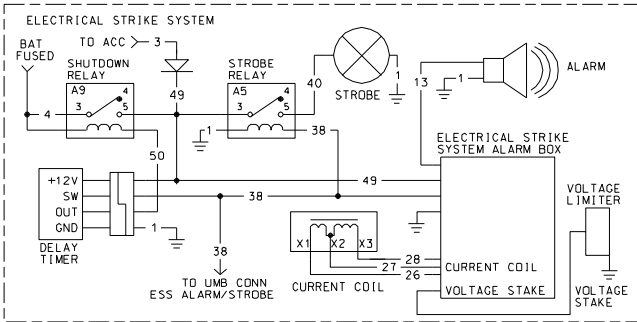 ELECTRICAL STRIKE SYSTEM
BAT
FUSED
TO ACC
3
SHUTDOWN
RELAY
A9
4
3
5
4
49
STROBE
RELAY
A5
4
3
5
1
38
40
STROBE
1
13
1
ALARM
50
+12V
SW
OUT
GND
DELAY
TIMER
1
49
38
38
TO UMB CONN
ESS ALARM/STROBE
ELECTRICAL STRIKE
SYSTEM ALARM BOX
X1
X2
X3
CURRENT COIL
28
27
26
CURRENT COIL
VOLTAGE STAKE
VOLTAGE
LIMITER
VOLTAGE
STAKE